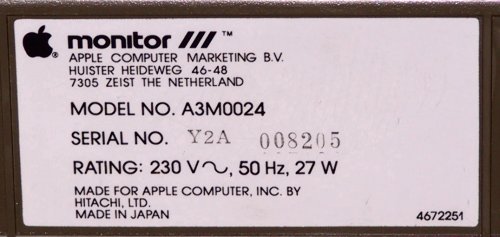 monitor /// ™
APPLE COMPUTER MARKETING B.V.
HUISTER HEIDEWEG 46-48
7305 ZEIST THE NETHERLAND
MODEL NO. A3M0024
SERIAL NO. Y2A 008205
RATING: 230 V~, 50 Hz, 27 W
MADE FOR APPLE COMPUTER, INC. BY
HITACHI, LTD.
MADE IN JAPAN
4672251